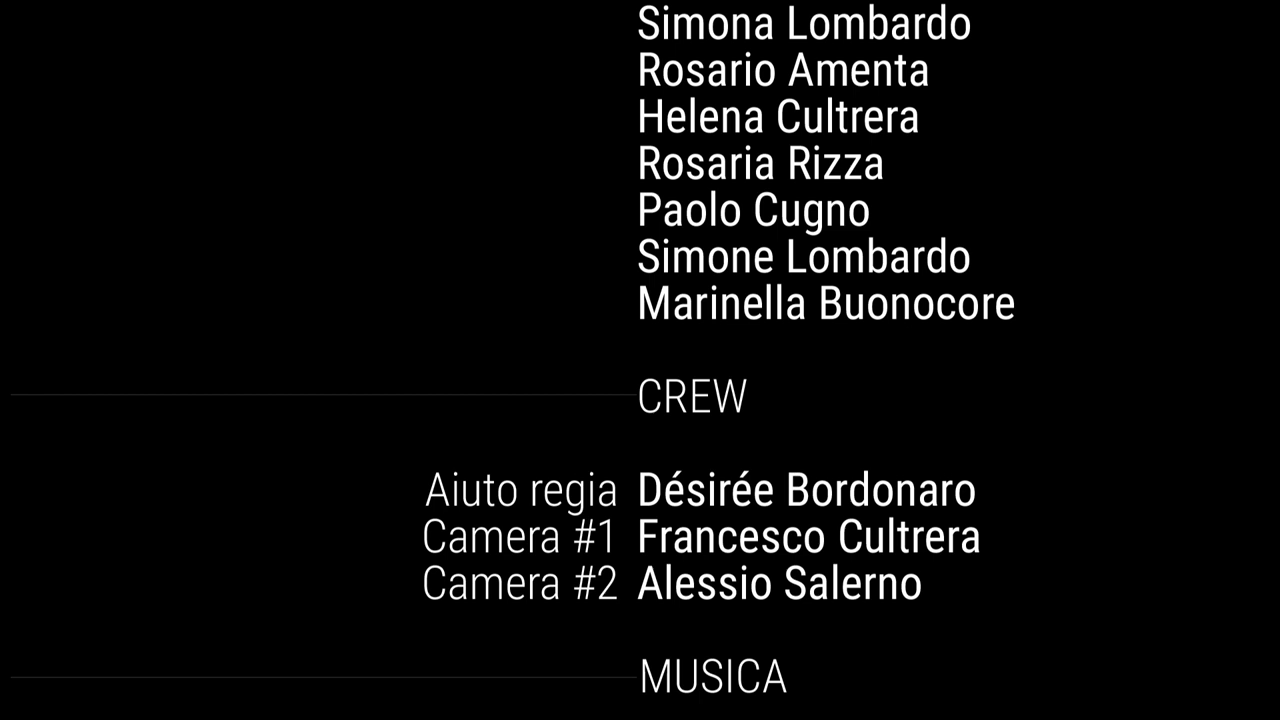 Simona Lombardo
Rosario Amenta
Helena Cultrera
Rosaria Rizza
Paolo Cugno
Simone Lombardo
Marinella Buonocore
CREW
Aiuto regia Désirée Bordonaro
Camera #1 Francesco Cultrera
Camera #2 Alessio Salerno
MUSICA